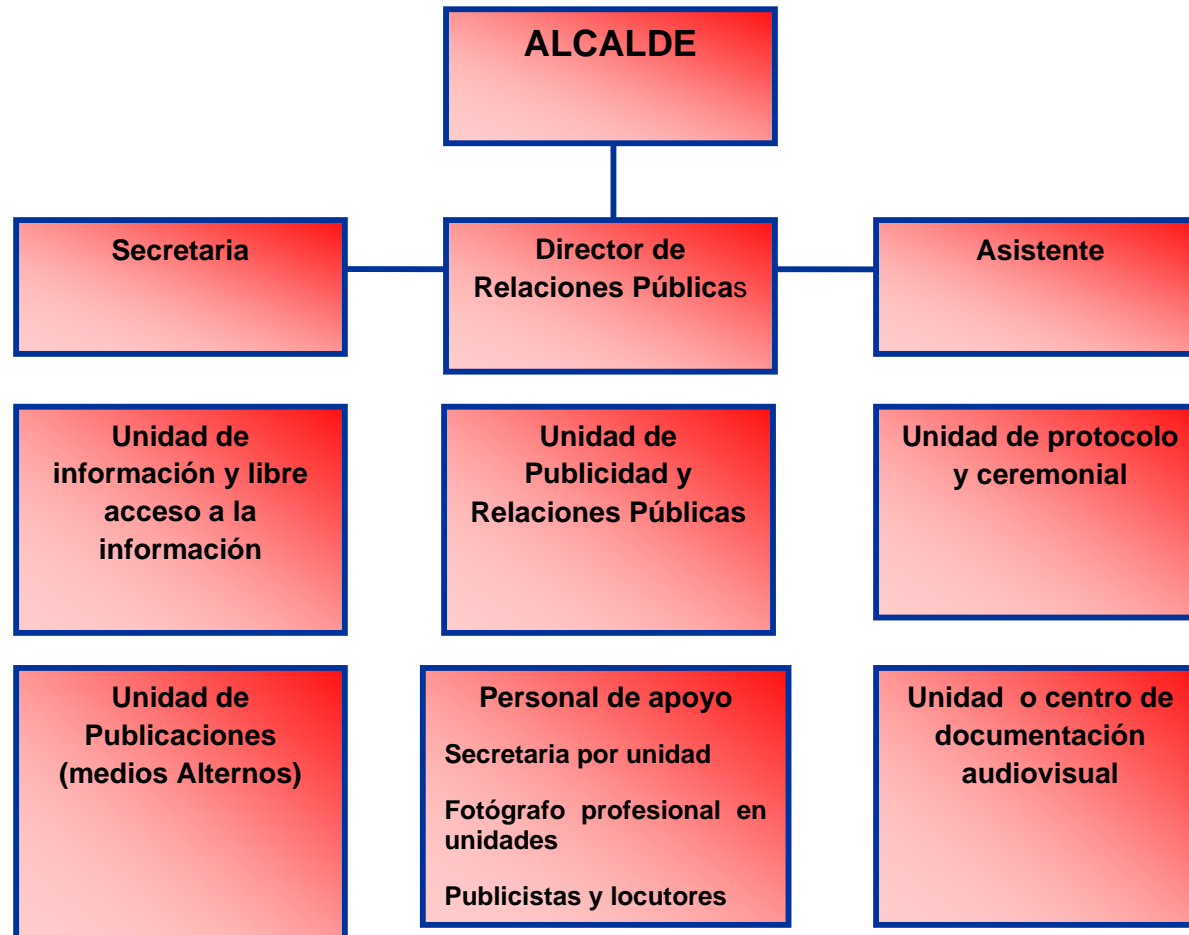 ALCALDE
Secretaria
Director de
Relaciones Públicas
Asistente
Unidad de
información y libre
acceso a la
información
Unidad de
Publicidad y
Relaciones Públicas
Unidad de protocolo
y ceremonial
Unidad de
Publicaciones
(medios Alternos)
Personal de apoyo
Secretaria por unidad
Fotógrafo profesional en
unidades
Publicistas y locutores
Unidad o centro de
documentación
audiovisual